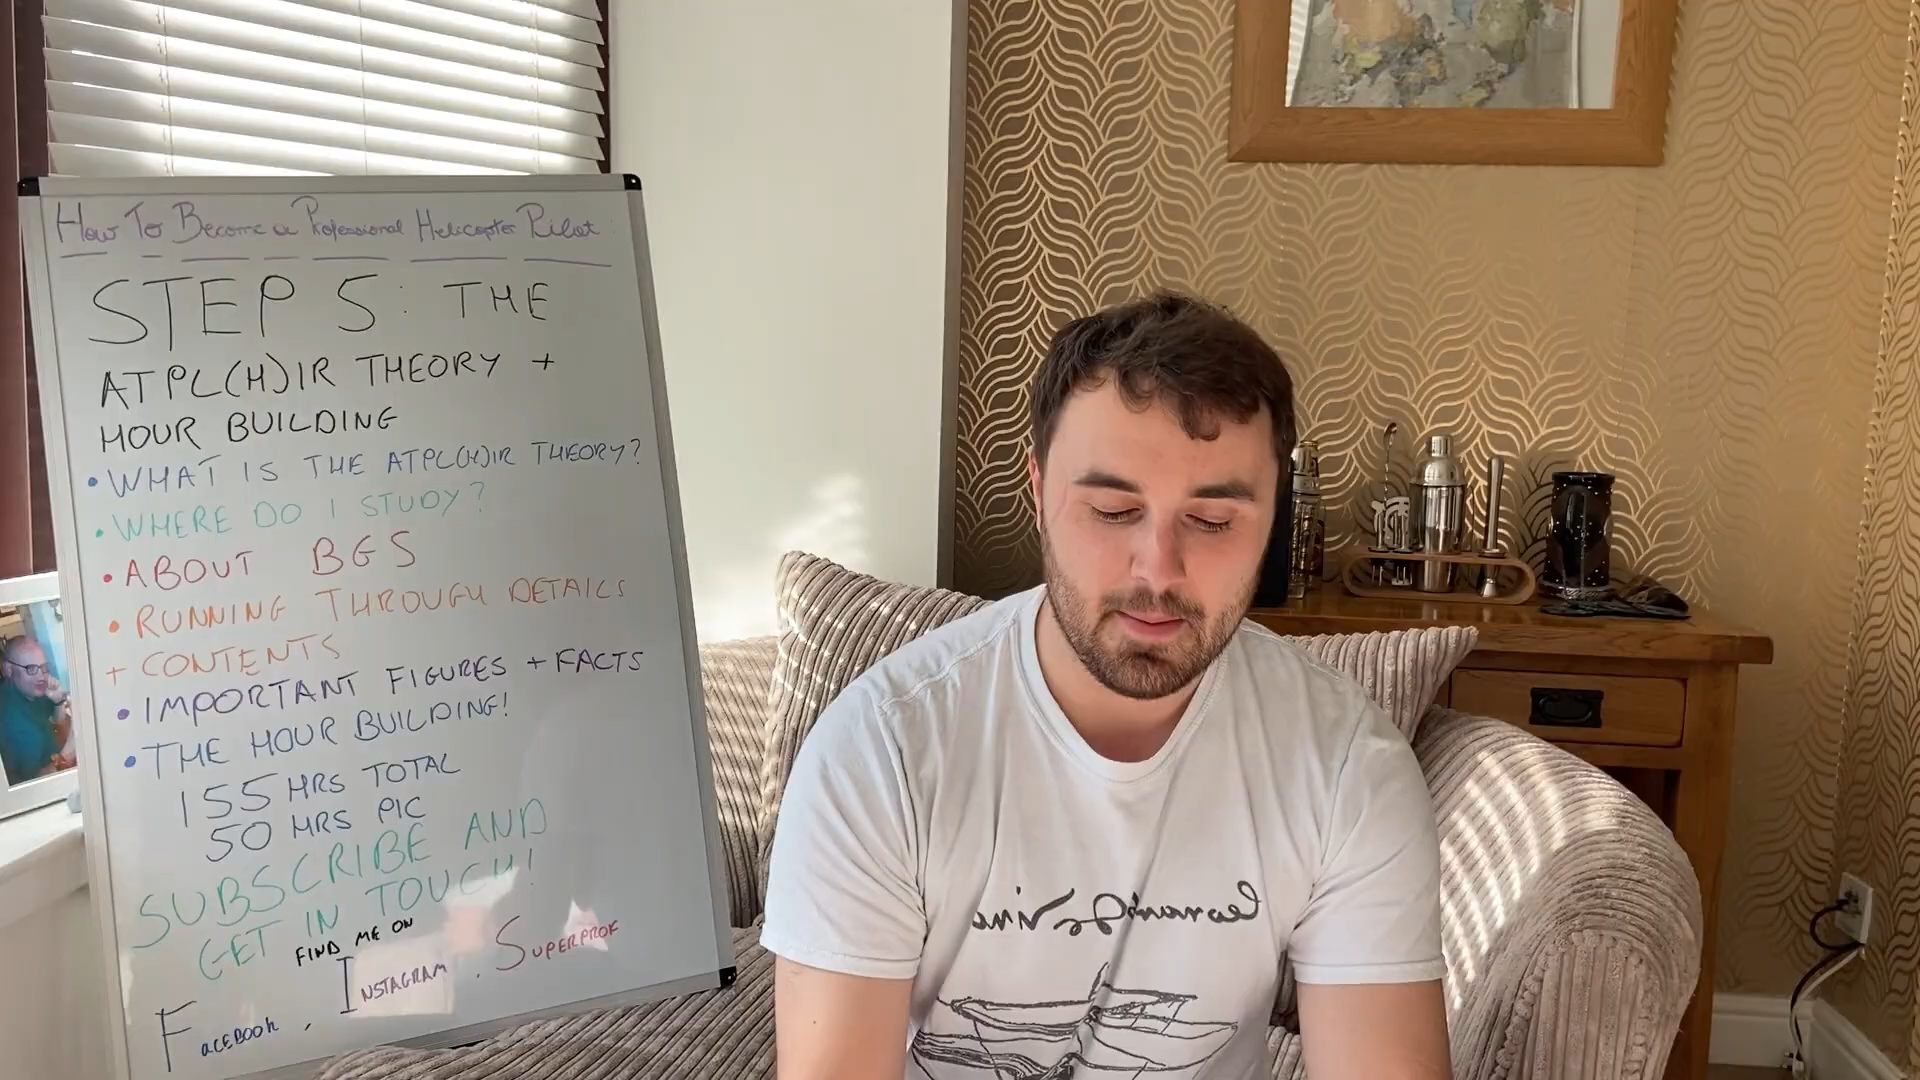 How To Become a Professional Helicopter Pilot
STEP 5: THE
ATPL(H)IR THEORY +
HOUR BUILDING
• WHAT IS THE ATPL(H)IR THEORY?
• WHERE DO I STUDY?
• ABOUT BGS
• RUNNING THROUGH DETAILS
+ CONTENTS
• IMPORTANT FIGURES + FACTS
• THE HOUR BUILDING!
155 HRS TOTAL
50 HRS PIC
SUBSCRIBE AND
GET IN TOUCH!
FIND ME ON
FACEBOOK, INSTAGRAM, SUPERPROF